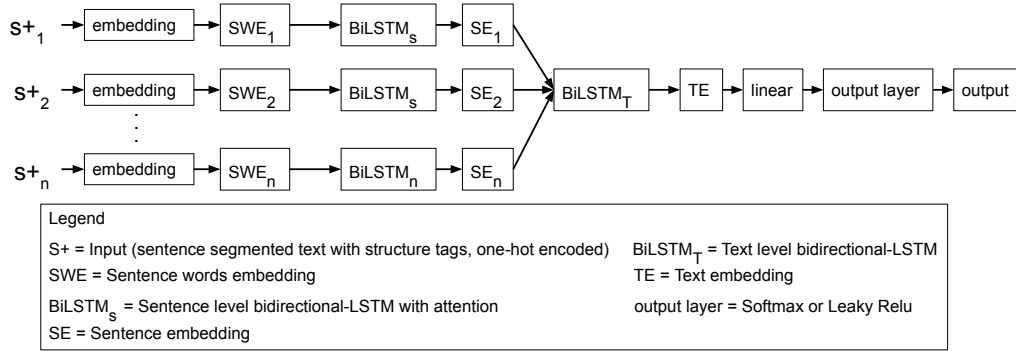 s+1 embedding SWE1 BiLSTMs SE1
s+2 embedding SWE2 BiLSTMs SE2 BiLSTMT TE linear output layer output
s+n embedding SWEn BiLSTMn SEn
Legend
S+ = Input (sentence segmented text with structure tags, one-hot encoded) BiLSTMT = Text level bidirectional-LSTM
SWE = Sentence words embedding TE = Text embedding
BiLSTMs = Sentence level bidirectional-LSTM with attention output layer = Softmax or Leaky Relu
SE = Sentence embedding